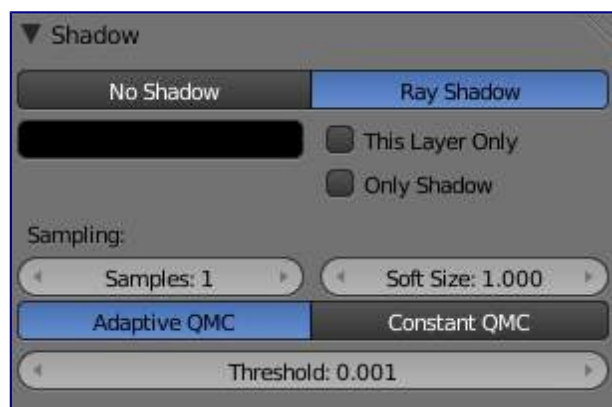 Shadow
No Shadow Ray Shadow
This Layer Only
Only Shadow
Sampling:
Samples: 1 Soft Size: 1.000
Adaptive QMC Constant QMC
Threshold: 0.001